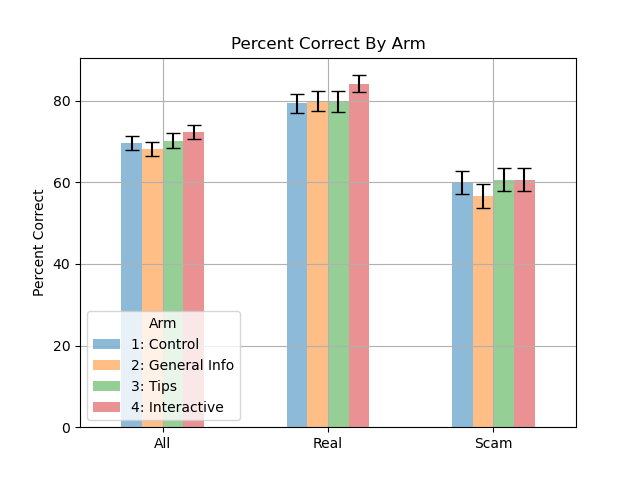 Percent Correct By Arm
Percent Correct
80
60
40
20
0
Arm
1: Control
2: General Info
3: Tips
4: Interactive
All
Real
Scam